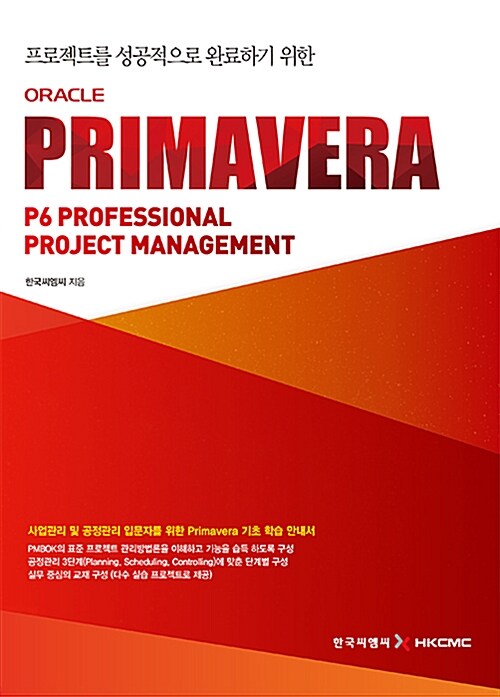 프로젝트를 성공적으로 완료하기 위한
ORACLE
PRIMAVERA
P6 PROFESSIONAL
PROJECT MANAGEMENT
한국씨엠씨 지음
사업관리 및 공정관리 입문자를 위한 Primavera 기초 학습 안내서
PMBOK의 표준 프로젝트 관리방법론을 이해하고 기능을 습득 하도록 구성
공정관리 3단계(Planning, Scheduling, Controlling)에 맞춘 단계별 구성
실무 중심의 교재 구성 (다수 실습 프로젝트로 제공)
한국씨엠씨 HKCMC